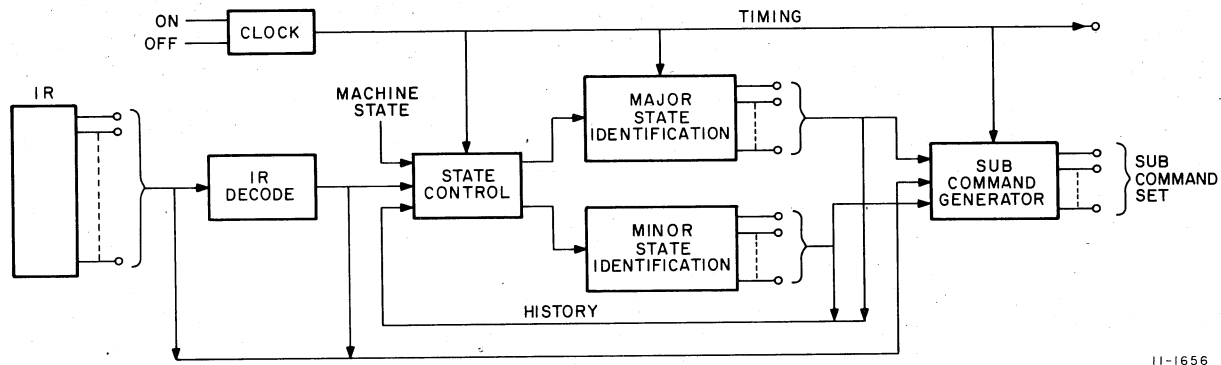 ON
OFF
CLOCK
TIMING
IR
MACHINE
STATE
MAJOR
STATE
IDENTIFICATION
IR
DECODE
STATE
CONTROL
SUB
COMMAND
GENERATOR
SUB
COMMAND
SET
MINOR
STATE
IDENTIFICATION
HISTORY
11-1656